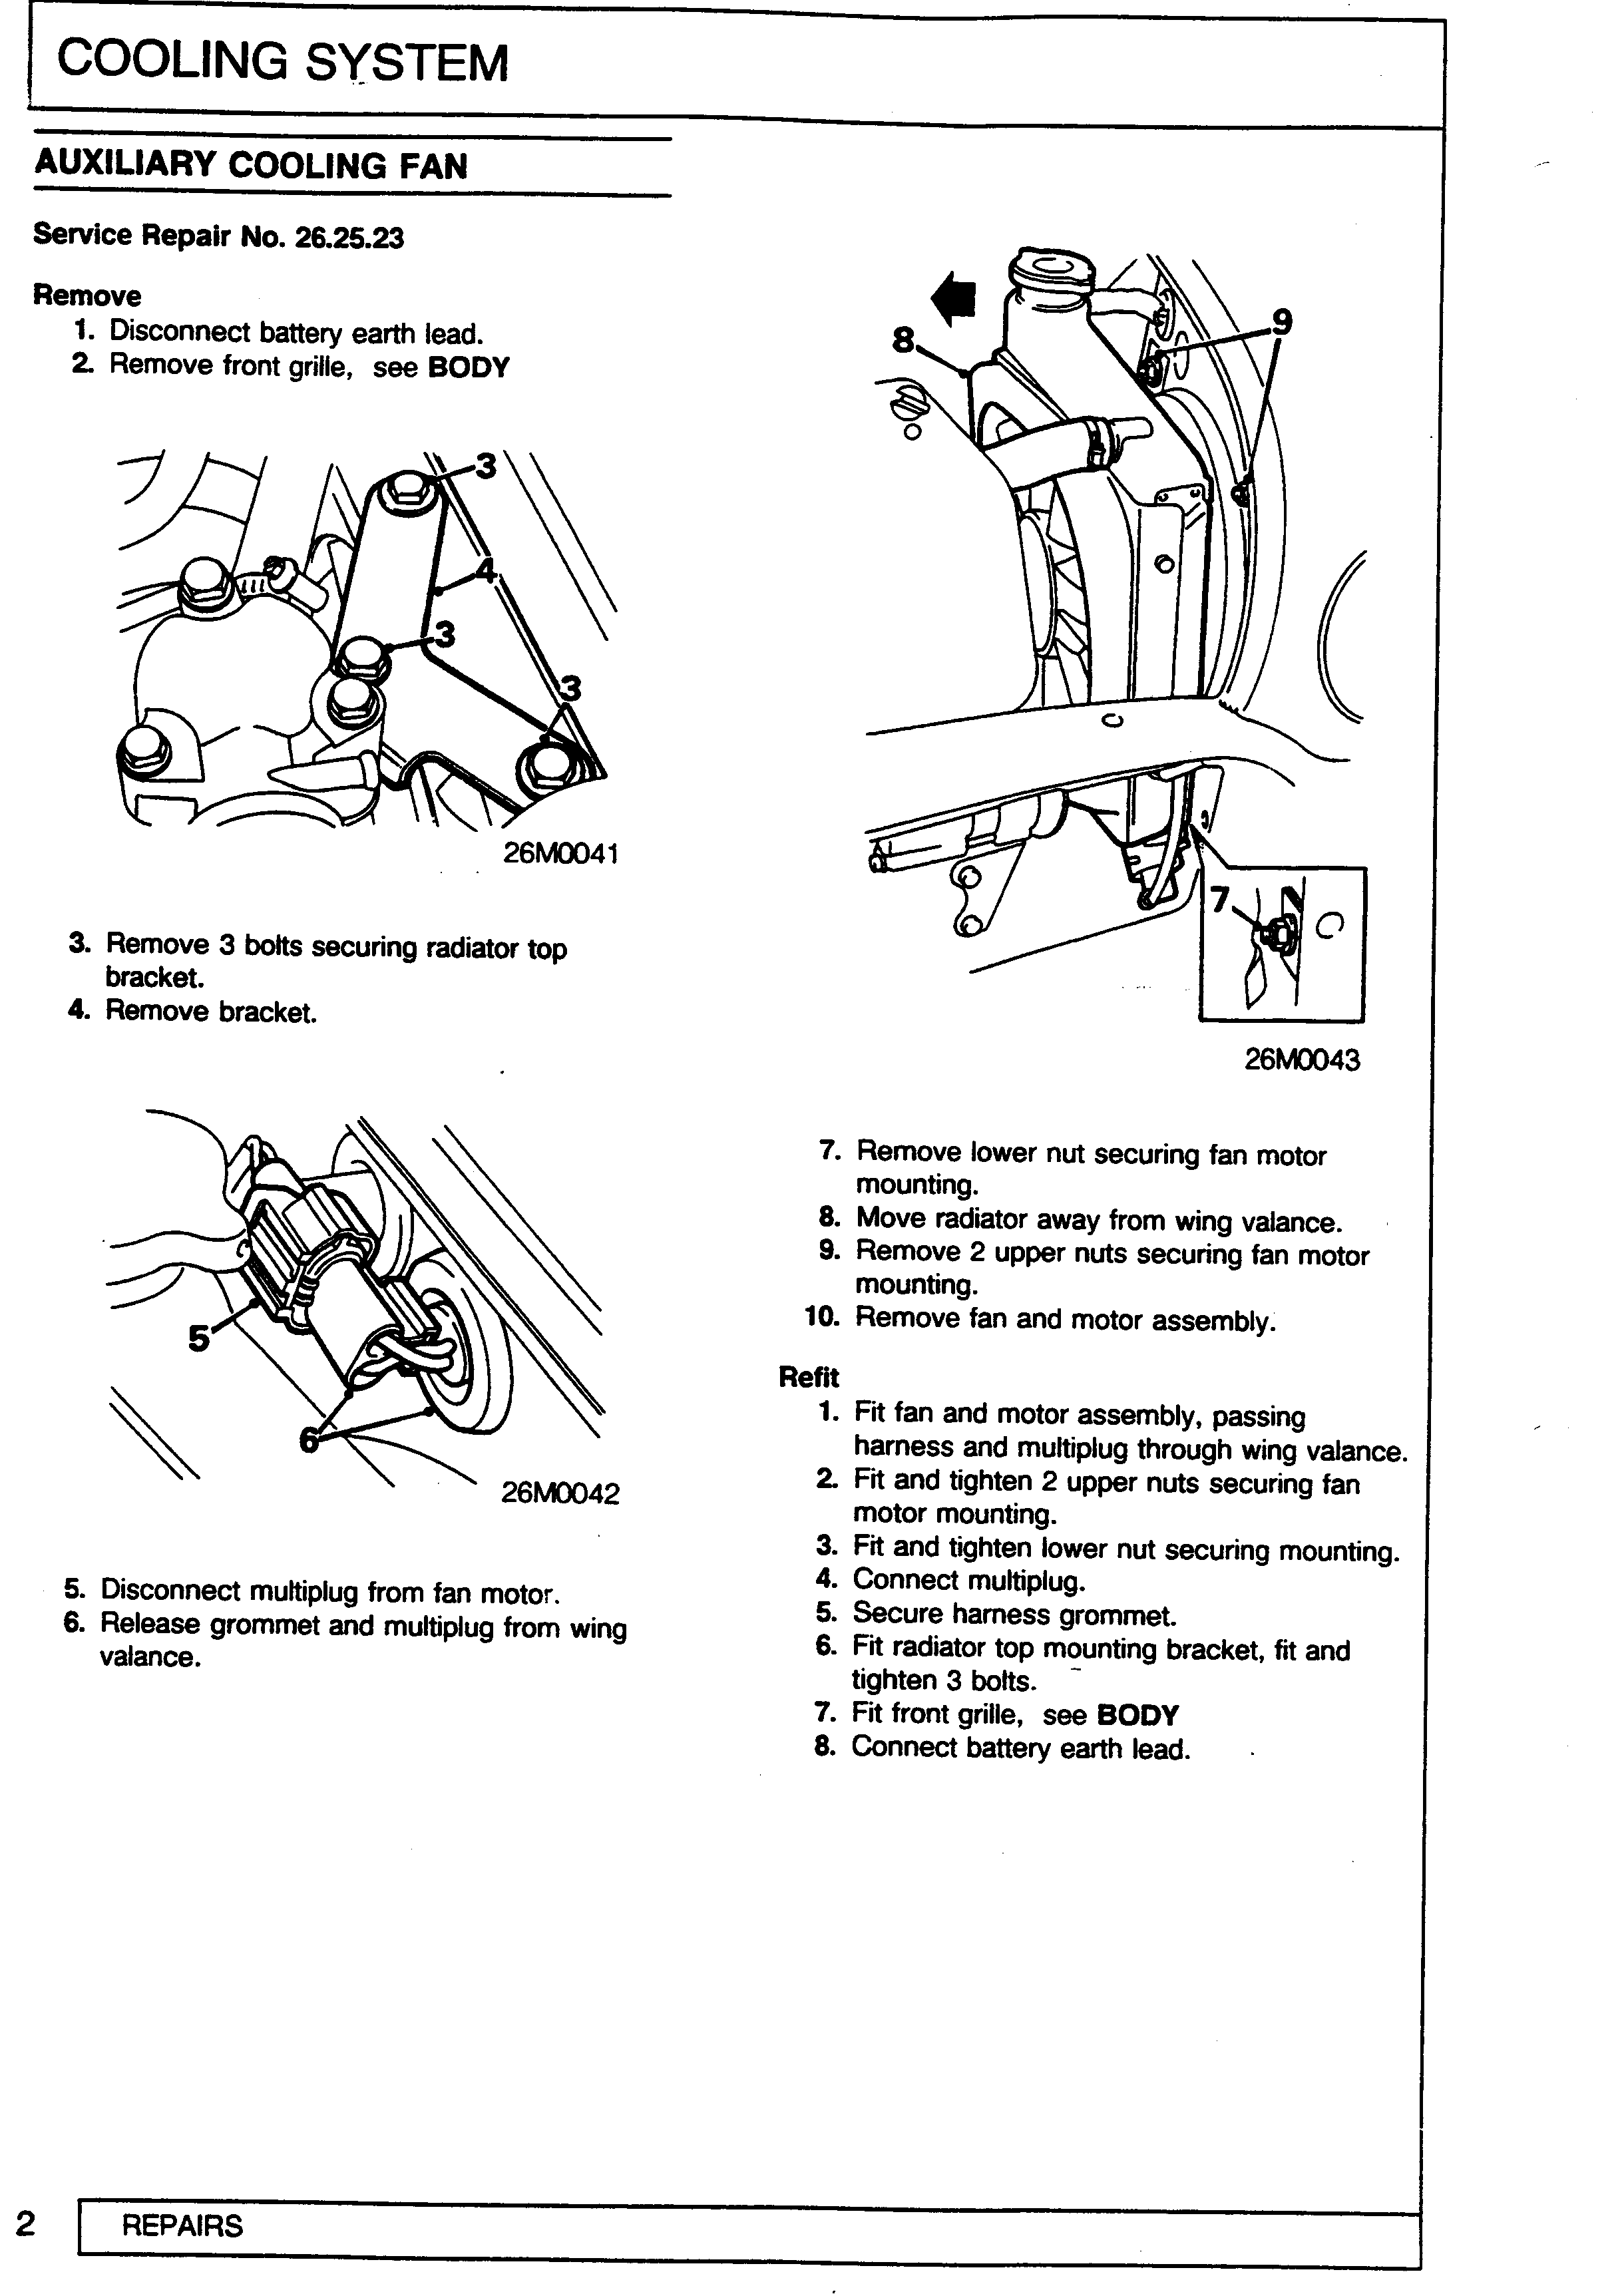 COOLING SYSTEM
AUXILIARY COOLING FAN
Service Repair No. 26.25.23
Remove
1. Disconnect battery earth lead.
2. Remove front grille, see BODY
3
4
3
3
26M0041
3. Remove 3 bolts securing radiator top
bracket.
4. Remove bracket.
5
6
26M0042
5. Disconnect multiplug from fan motor.
6. Release grommet and multiplug from wing
valance.
8
9
7
26M0043
7. Remove lower nut securing fan motor
mounting.
8. Move radiator away from wing valance.
9. Remove 2 upper nuts securing fan motor
mounting.
10. Remove fan and motor assembly.
Refit
1. Fit fan and motor assembly, passing
harness and multiplug through wing valance.
2. Fit and tighten 2 upper nuts securing fan
motor mounting.
3. Fit and tighten lower nut securing mounting.
4. Connect multiplug.
5. Secure harness grommet.
6. Fit radiator top mounting bracket, fit and
tighten 3 bolts.
7. Fit front grille, see BODY
8. Connect battery earth lead.
2
REPAIRS